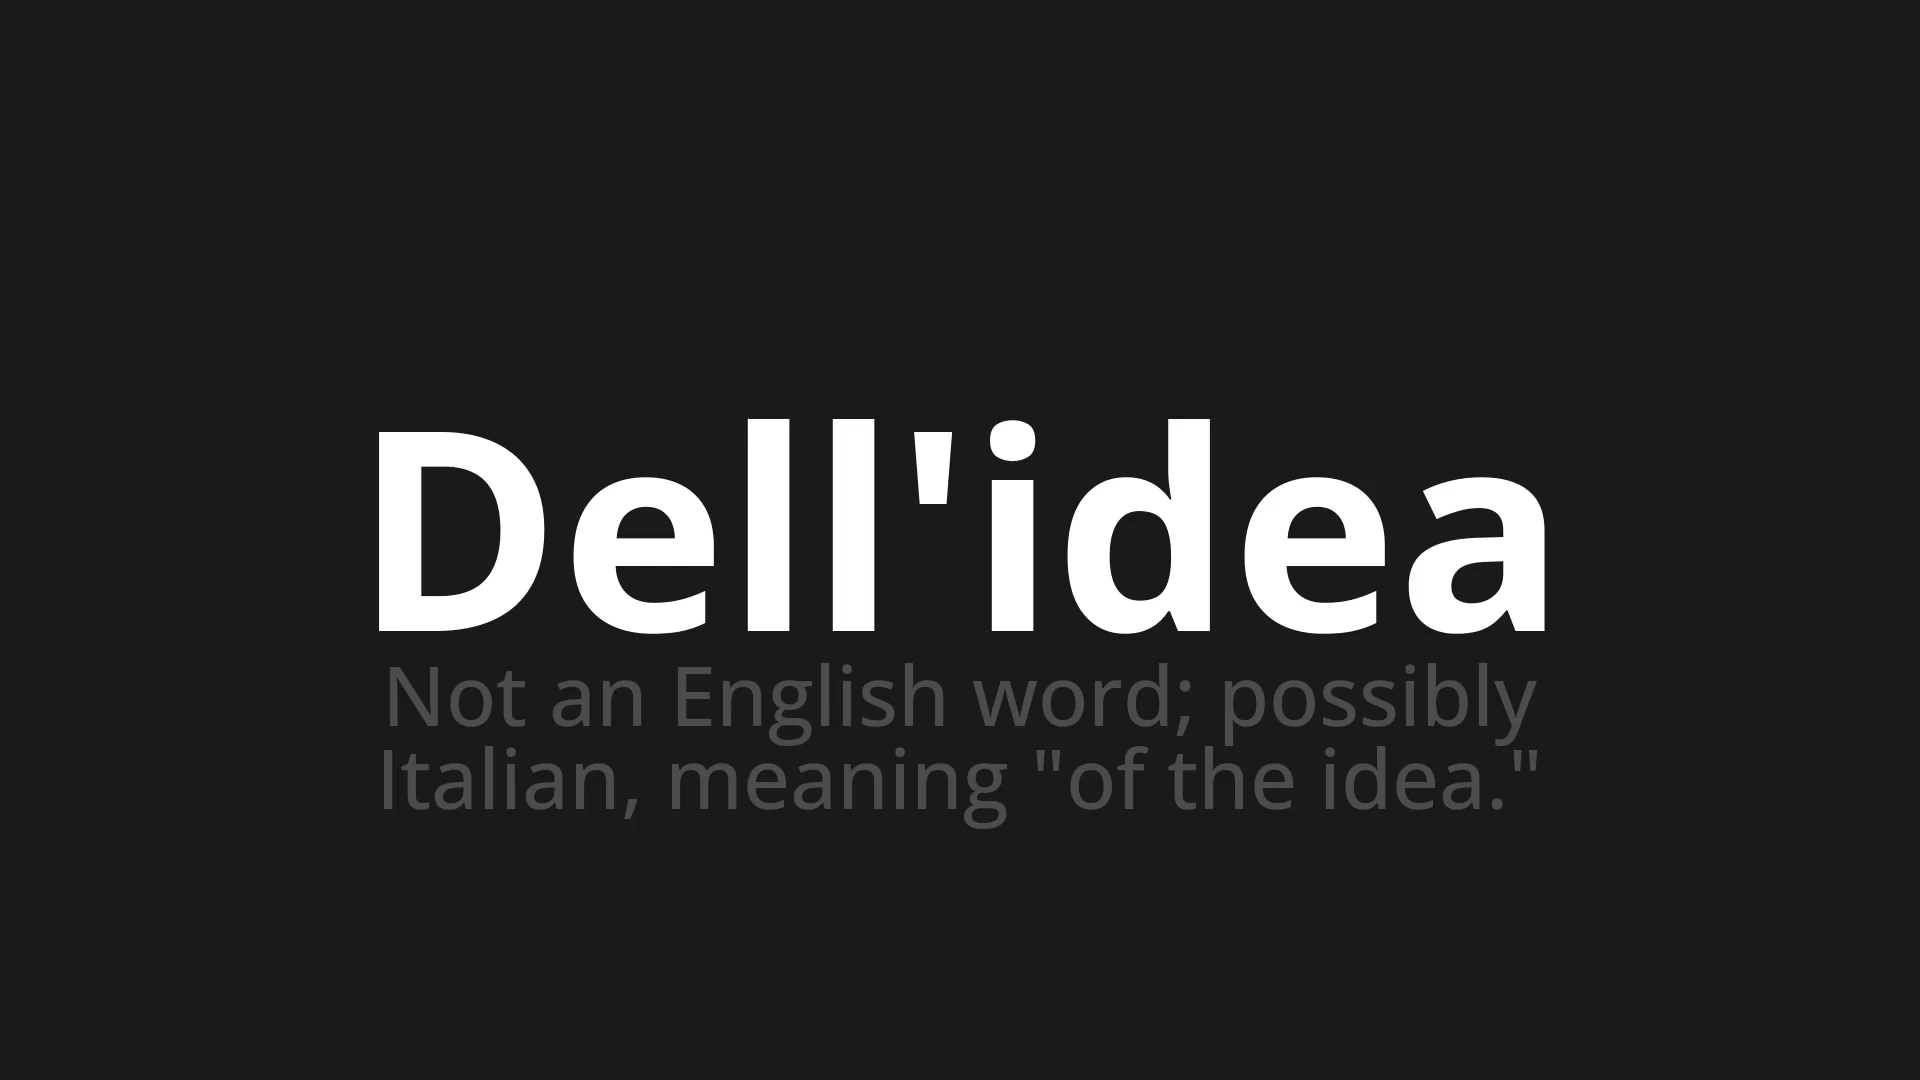 Dell'idea
Not an English word; possibly
Italian, meaning "of the idea."